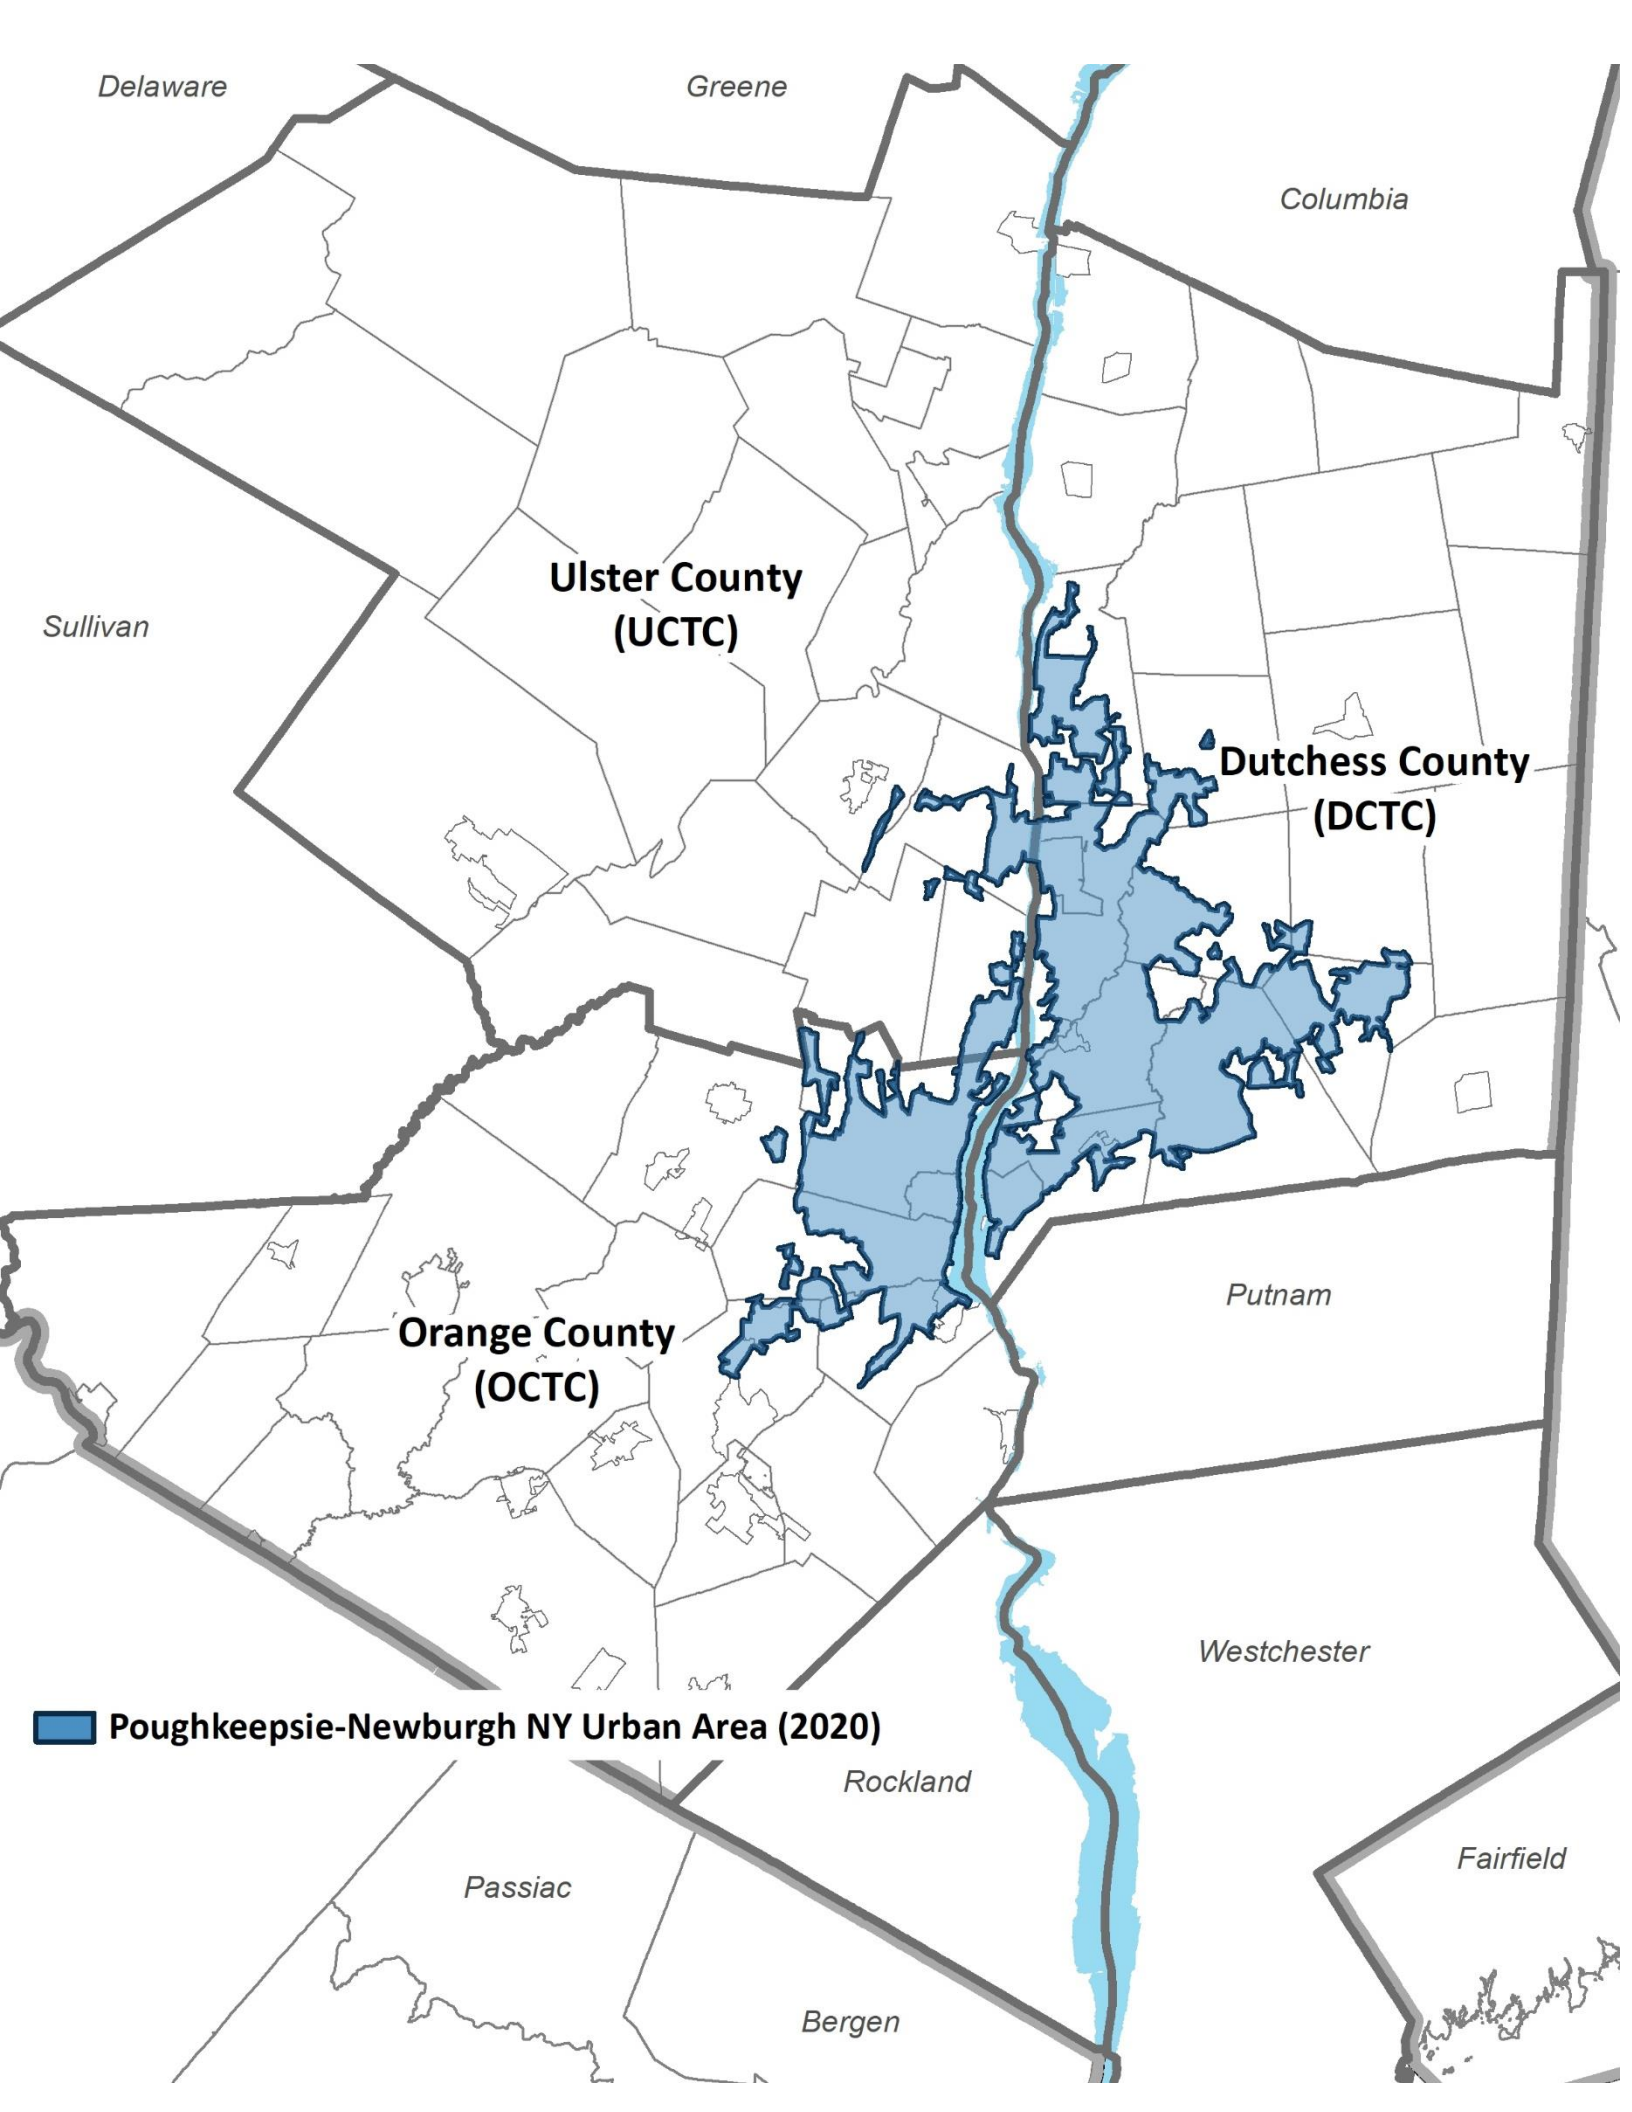 Delaware
Greene
Columbia
Ulster County
(UCTC)
Sullivan
Dutchess County
(DCTC)
Putnam
Orange County
(OCTC)
Westchester
Poughkeepsie-Newburgh NY Urban Area (2020)
Rockland
Fairfield
Passiac
Bergen